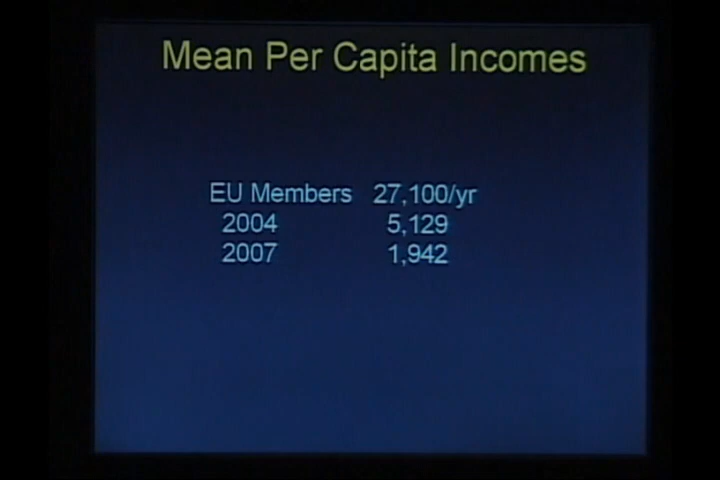 Mean Per Capita Incomes
EU Members 27,100/yr
2004 5,129
2007 1,942